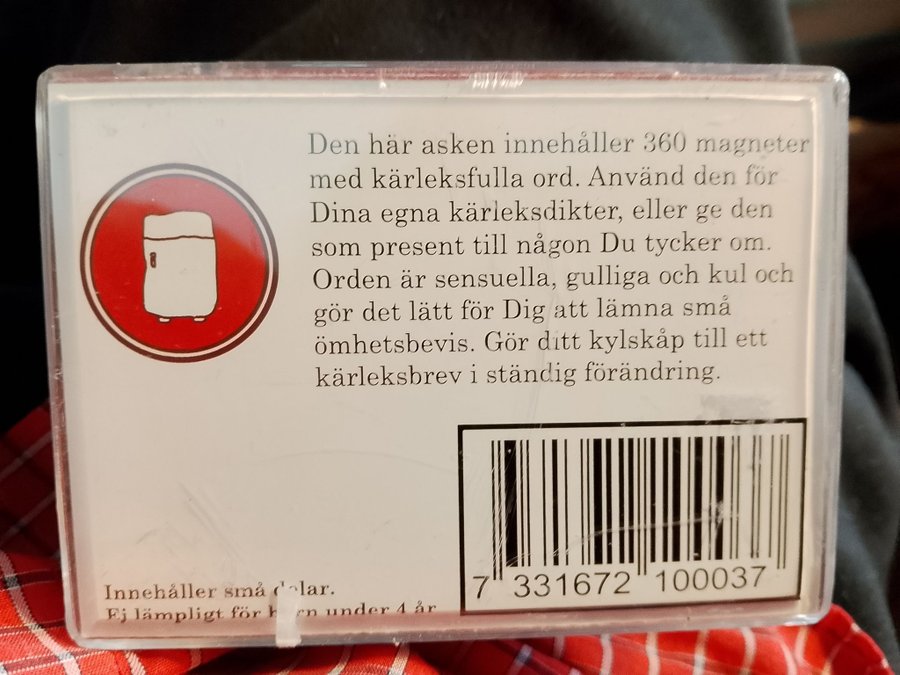 Den här asken innehåller 360 magneter
med kärleksfulla ord. Använd den för
Dina egna kärleksdikter, eller ge den
som present till någon Du tycker om.
Orden är sensuella, gulliga och kul och
gör det lätt för Dig att lämna små
ömhetsbevis. Gör ditt kylskåp till ett
kärleksbrev i ständig förändring.
Innehåller små delar.
Ej lämpligt för barn under 4 år
7 331672 100037